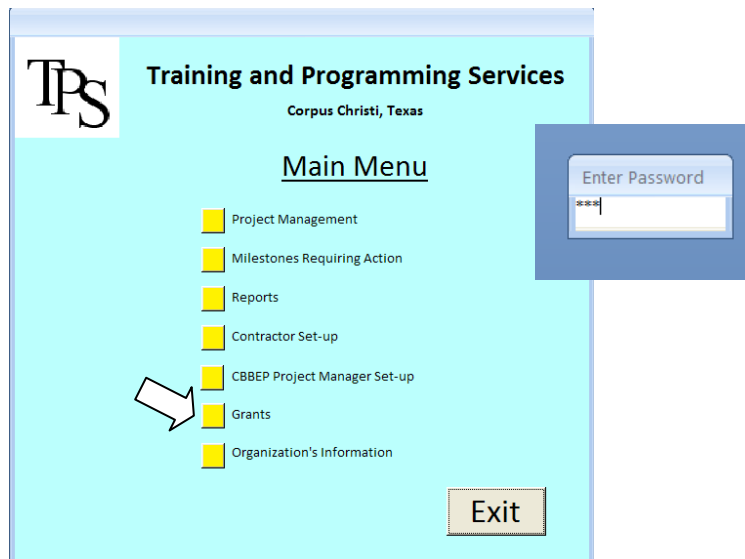 TPS
Training and Programming Services
Corpus Christi, Texas
Main Menu
Enter Password
***
Project Management
Milestones Requiring Action
Reports
Contractor Set-up
CBBEP Project Manager Set-up
Grants
Organization's Information
Exit